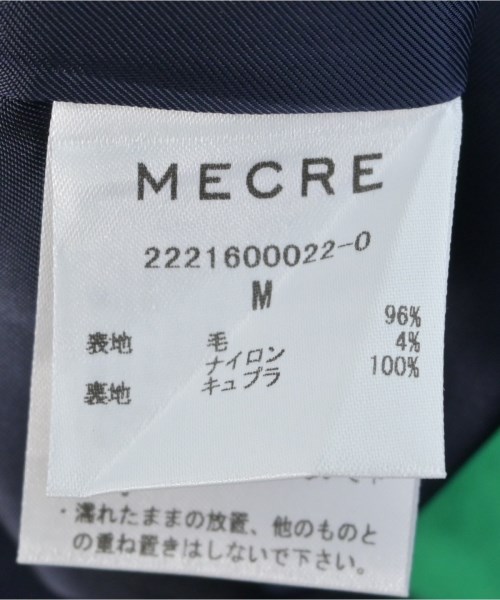 MECRE
2221600022-0
M
表地 毛 96%
ナイロン 4%
裏地 キュプラ 100%
・濡れたままの放置、他のものと
の重ね置きはしないで下さい。